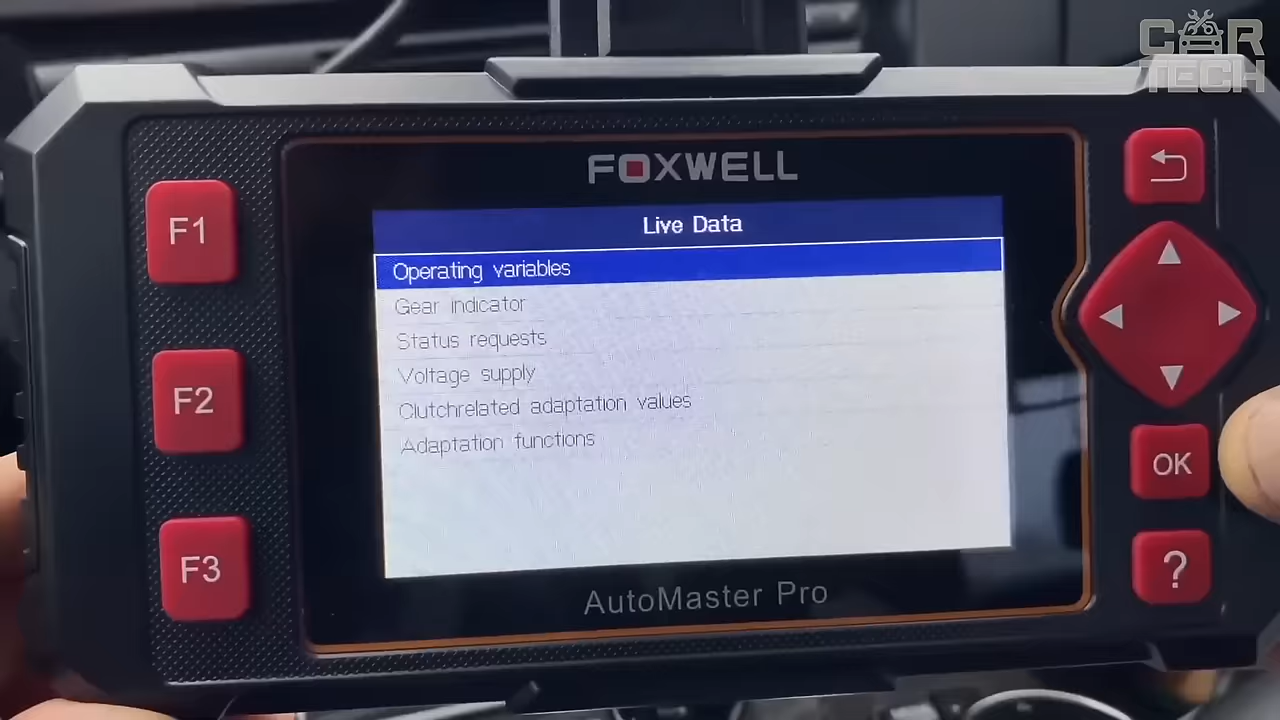 CAR
TECH
FOXWELL
Live Data
Operating variables
Gear indicator
Status requests
Voltage supply
Clutchrelated adaptation values
Adaptation functions
AutoMaster Pro
F1
F2
F3
OK
?